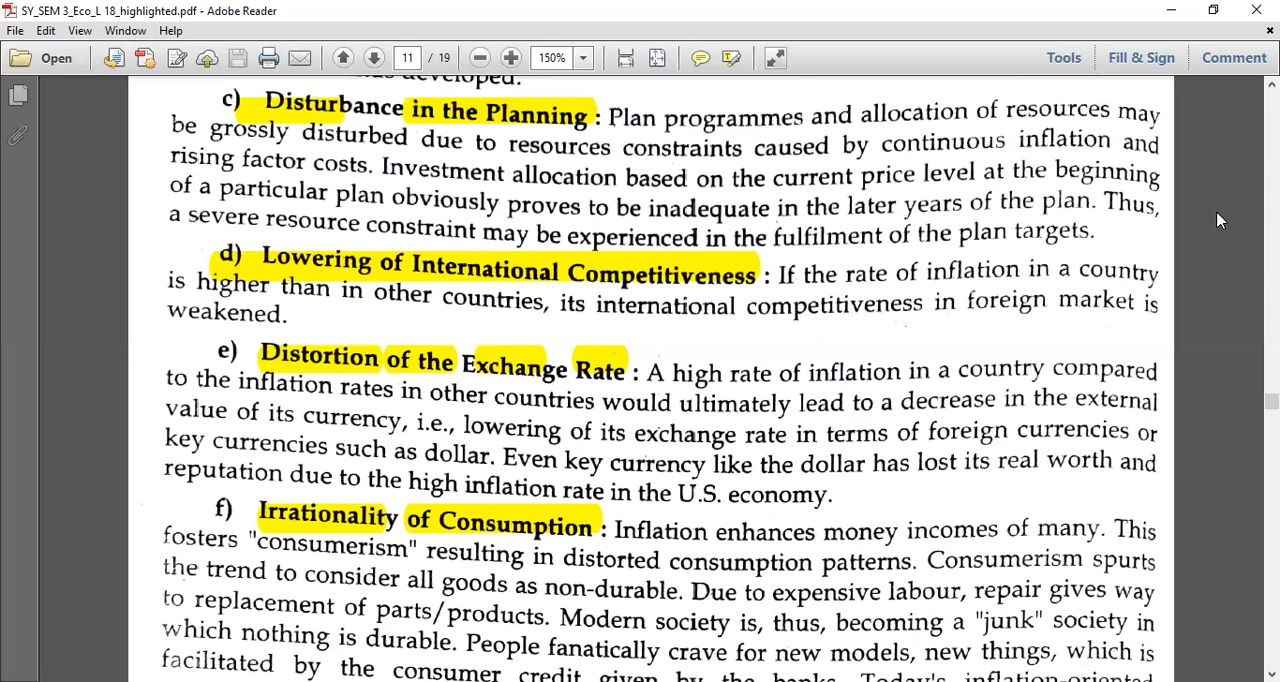 SY_SEM 3_Eco_L 18_highlighted.pdf - Adobe Reader
File Edit View Window Help
Open 11 / 19 150% Tools Fill & Sign Comment
developed.
c) Disturbance in the Planning : Plan programmes and allocation of resources may
be grossly disturbed due to resources constraints caused by continuous inflation and
rising factor costs. Investment allocation based on the current price level at the beginning
of a particular plan obviously proves to be inadequate in the later years of the plan. Thus,
a severe resource constraint may be experienced in the fulfilment of the plan targets.
d) Lowering of International Competitiveness : If the rate of inflation in a country
is higher than in other countries, its international competitiveness in foreign market is
weakened.
e) Distortion of the Exchange Rate : A high rate of inflation in a country compared
to the inflation rates in other countries would ultimately lead to a decrease in the external
value of its currency, i.e., lowering of its exchange rate in terms of foreign currencies or
key currencies such as dollar. Even key currency like the dollar has lost its real worth and
reputation due to the high inflation rate in the U.S. economy.
f) Irrationality of Consumption : Inflation enhances money incomes of many. This
fosters "consumerism" resulting in distorted consumption patterns. Consumerism spurts
the trend to consider all goods as non-durable. Due to expensive labour, repair gives way
to replacement of parts/products. Modern society is, thus, becoming a "junk" society in
which nothing is durable. People fanatically crave for new models, new things, which is
facilitated by the consumer credit given by the banks. Today's inflation-oriented